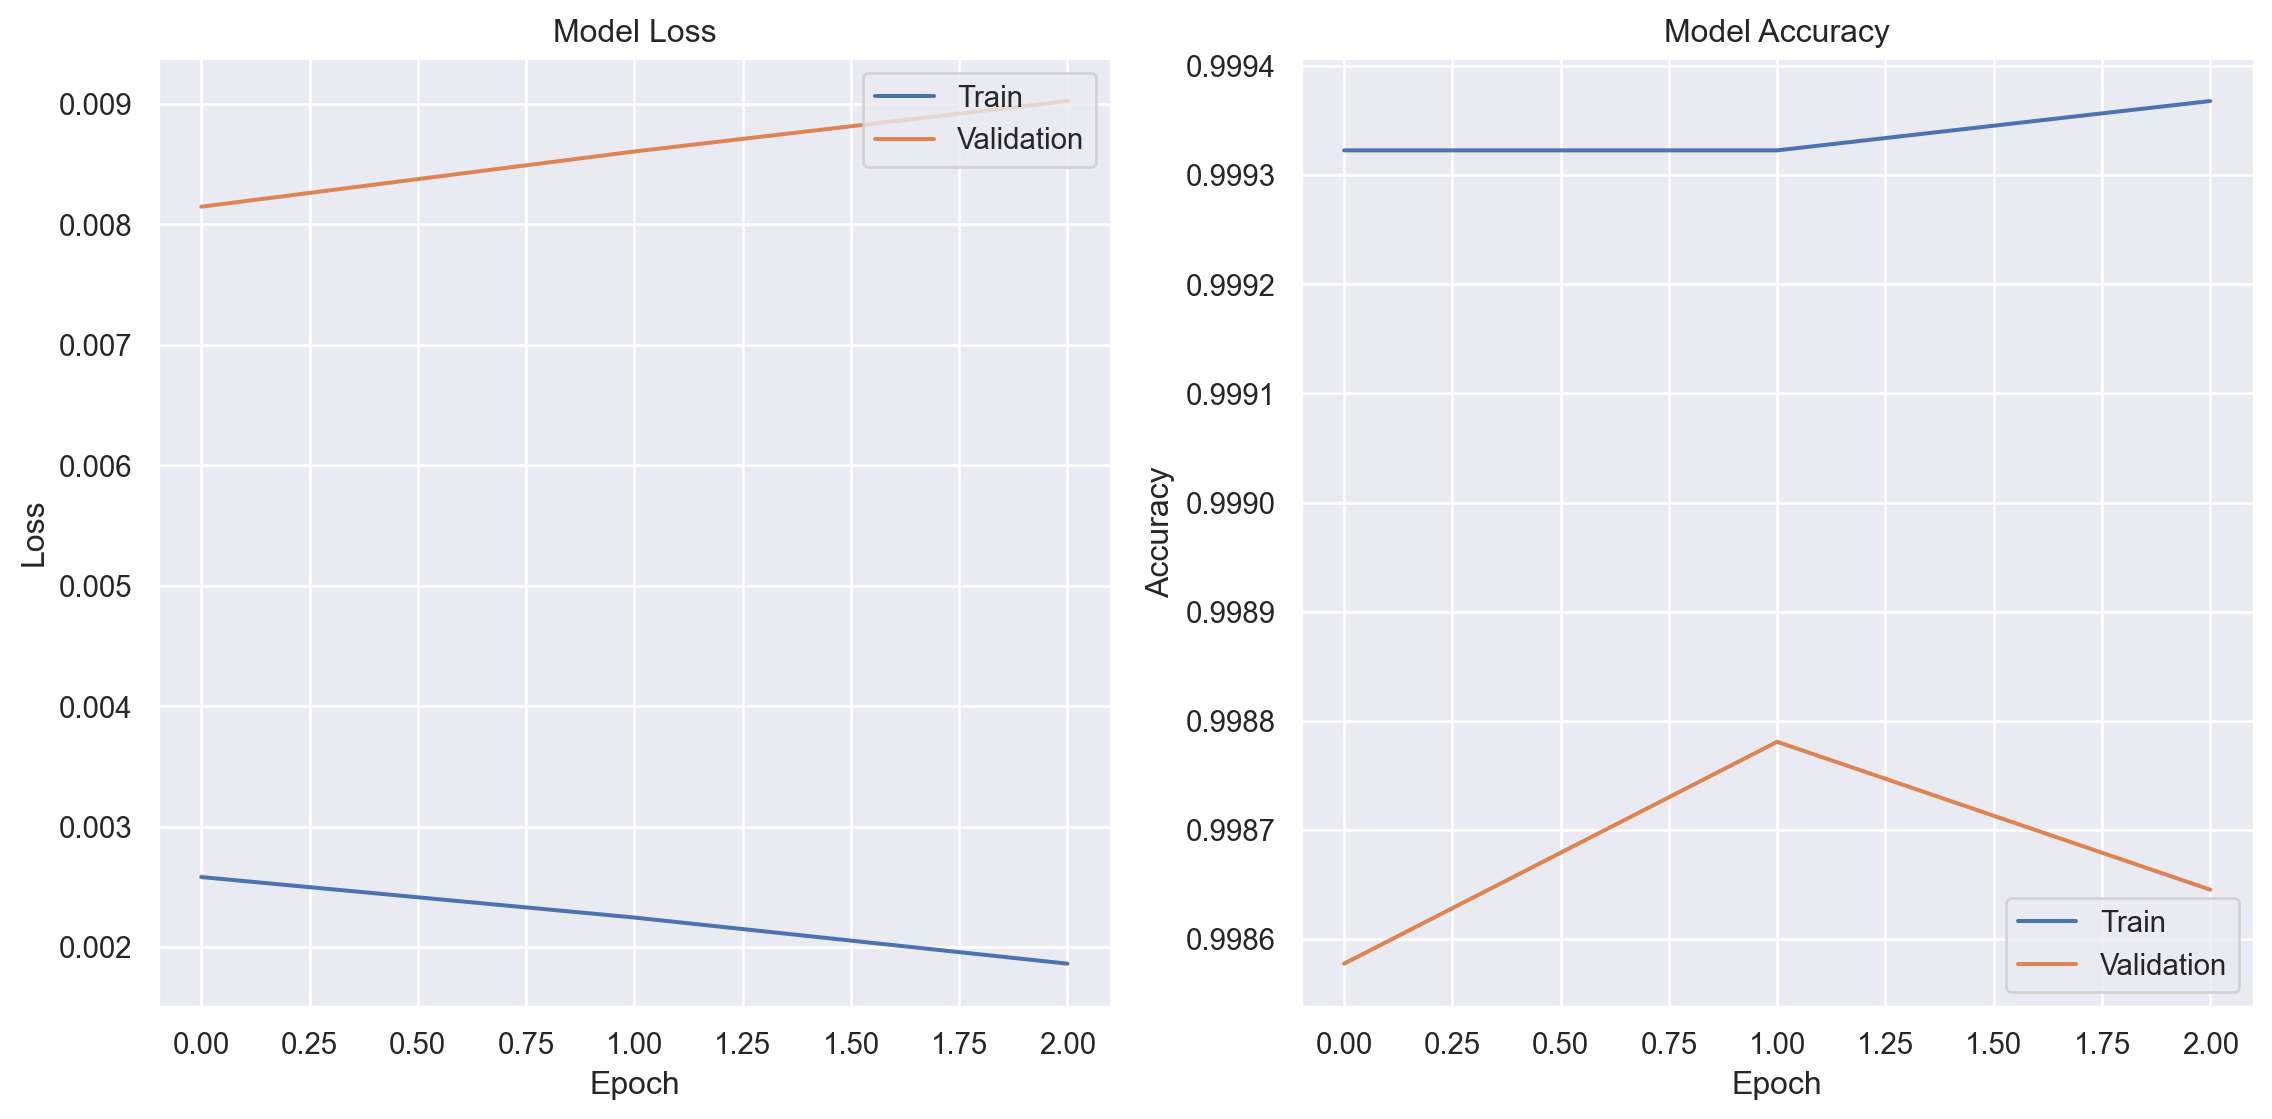 Model Loss
0.009
0.008
0.007
0.006
0.005
0.004
0.003
0.002
Loss
0.00 0.25 0.50 0.75 1.00 1.25 1.50 1.75 2.00
Epoch
Train
Validation
Model Accuracy
0.9994
0.9993
0.9992
0.9991
0.9990
0.9989
0.9988
0.9987
0.9986
Accuracy
0.00 0.25 0.50 0.75 1.00 1.25 1.50 1.75 2.00
Epoch
Train
Validation